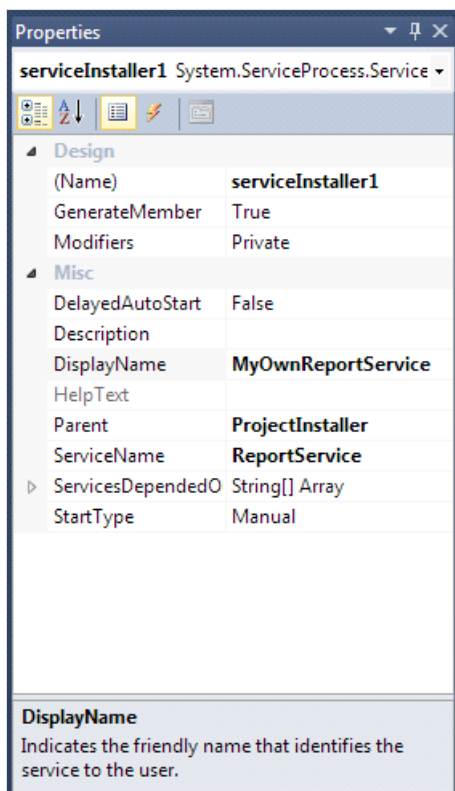 Properties
serviceInstaller1 System.ServiceProcess.Service
Design
(Name) serviceInstaller1
GenerateMember True
Modifiers Private
Misc
DelayedAutoStart False
Description
DisplayName MyOwnReportService
HelpText
Parent ProjectInstaller
ServiceName ReportService
ServicesDependedO String[] Array
StartType Manual
DisplayName
Indicates the friendly name that identifies the
service to the user.